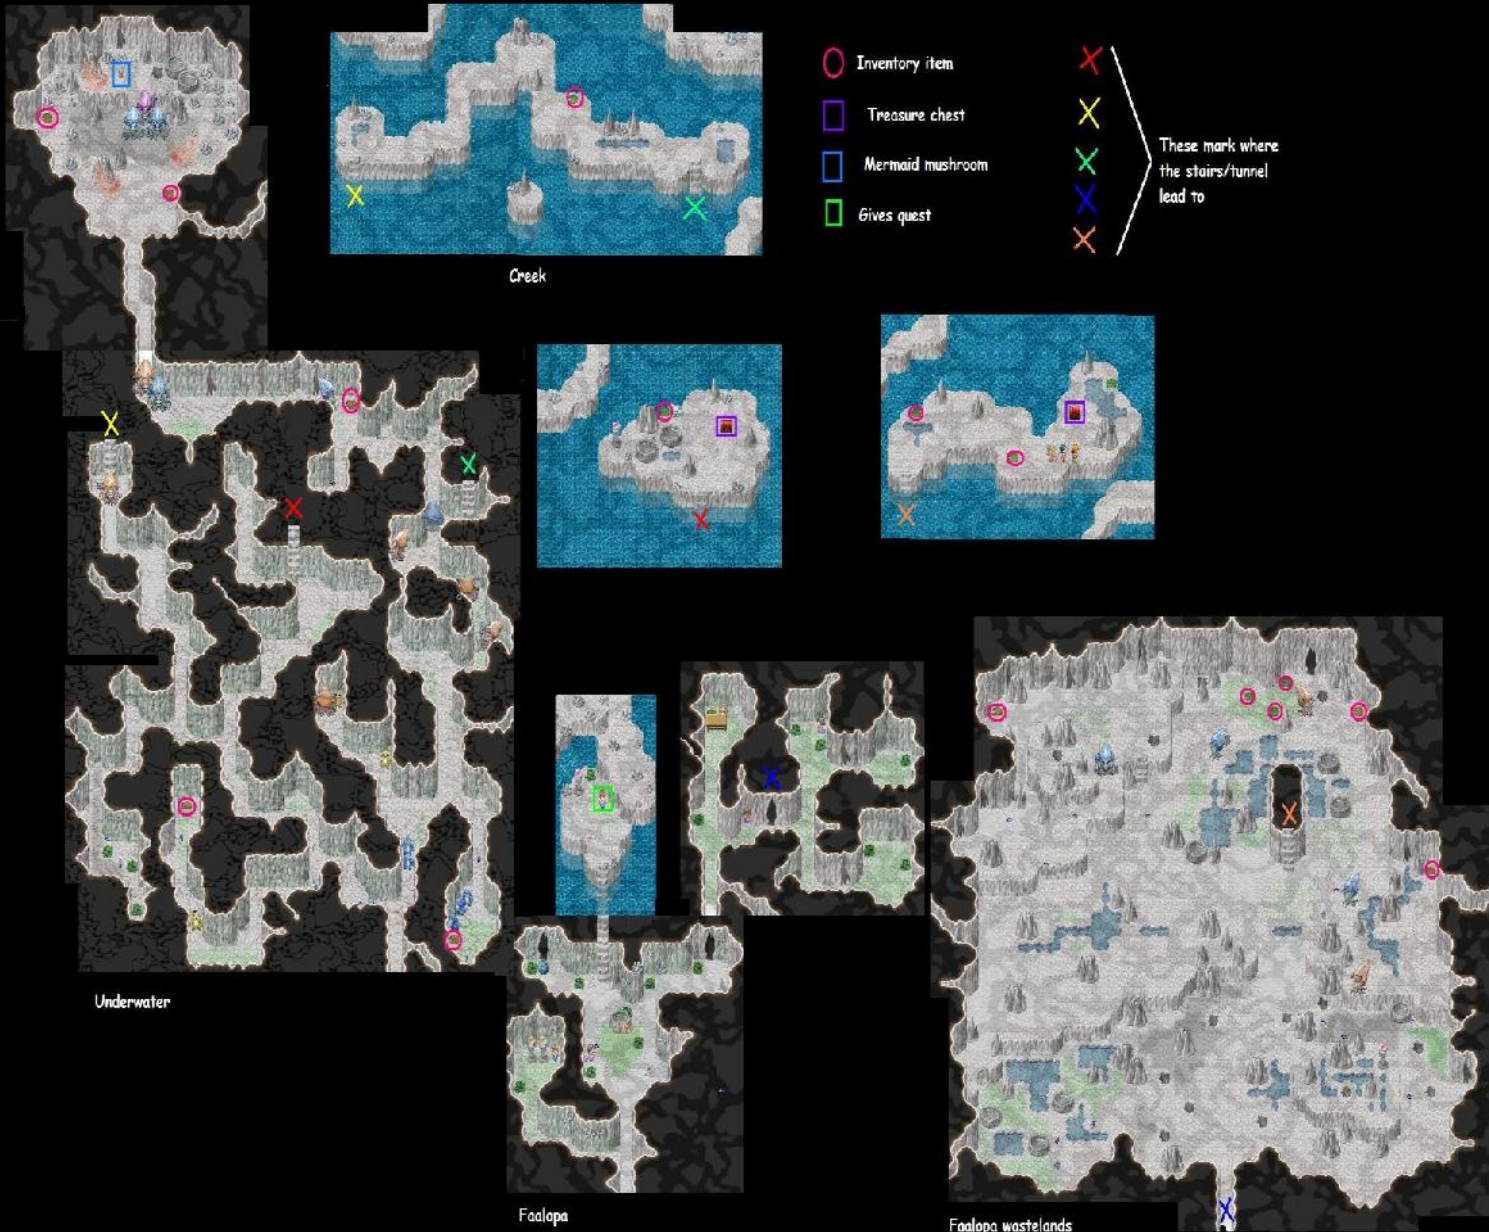 Inventory item
Treasure chest
Mermaid mushroom
Gives quest
These mark where
the stairs/tunnel
lead to
Creek
Underwater
Faalopa
Faalopa wastelands